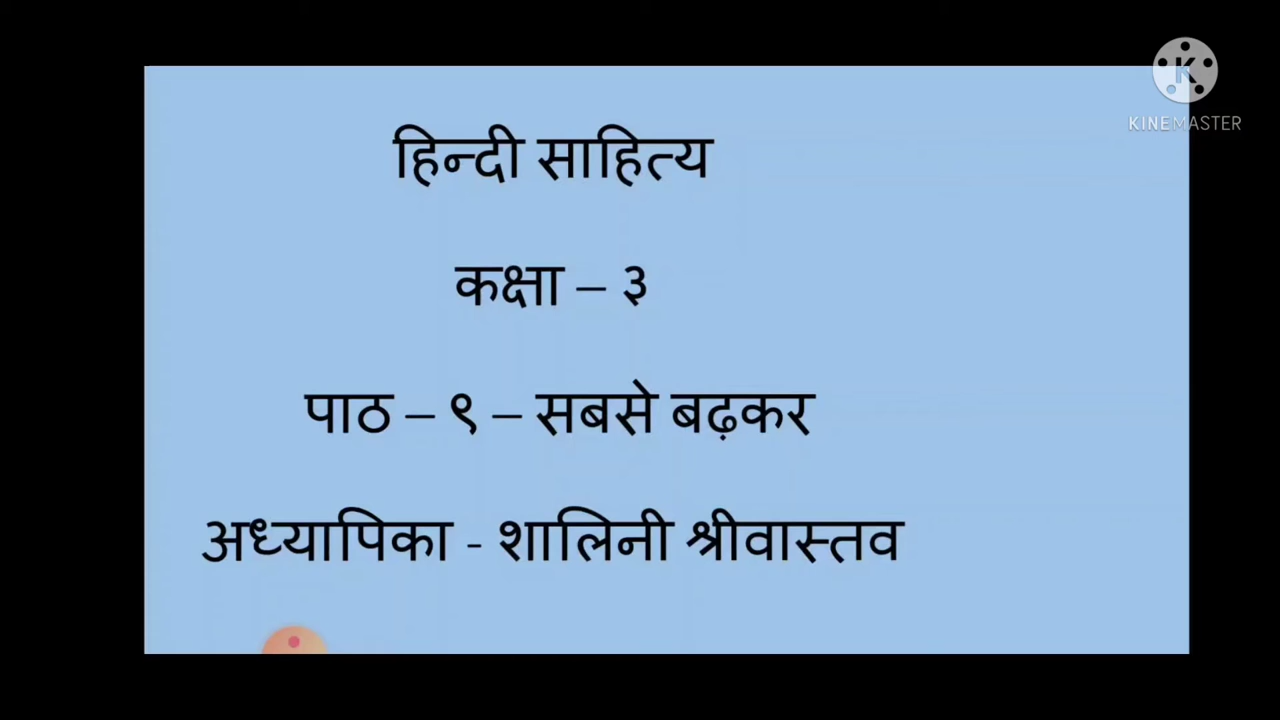 हिन्दी साहित्य
कक्षा – ३
पाठ – ९ – सबसे बढ़कर
अध्यापिका - शालिनी श्रीवास्तव
K
KINEMASTER